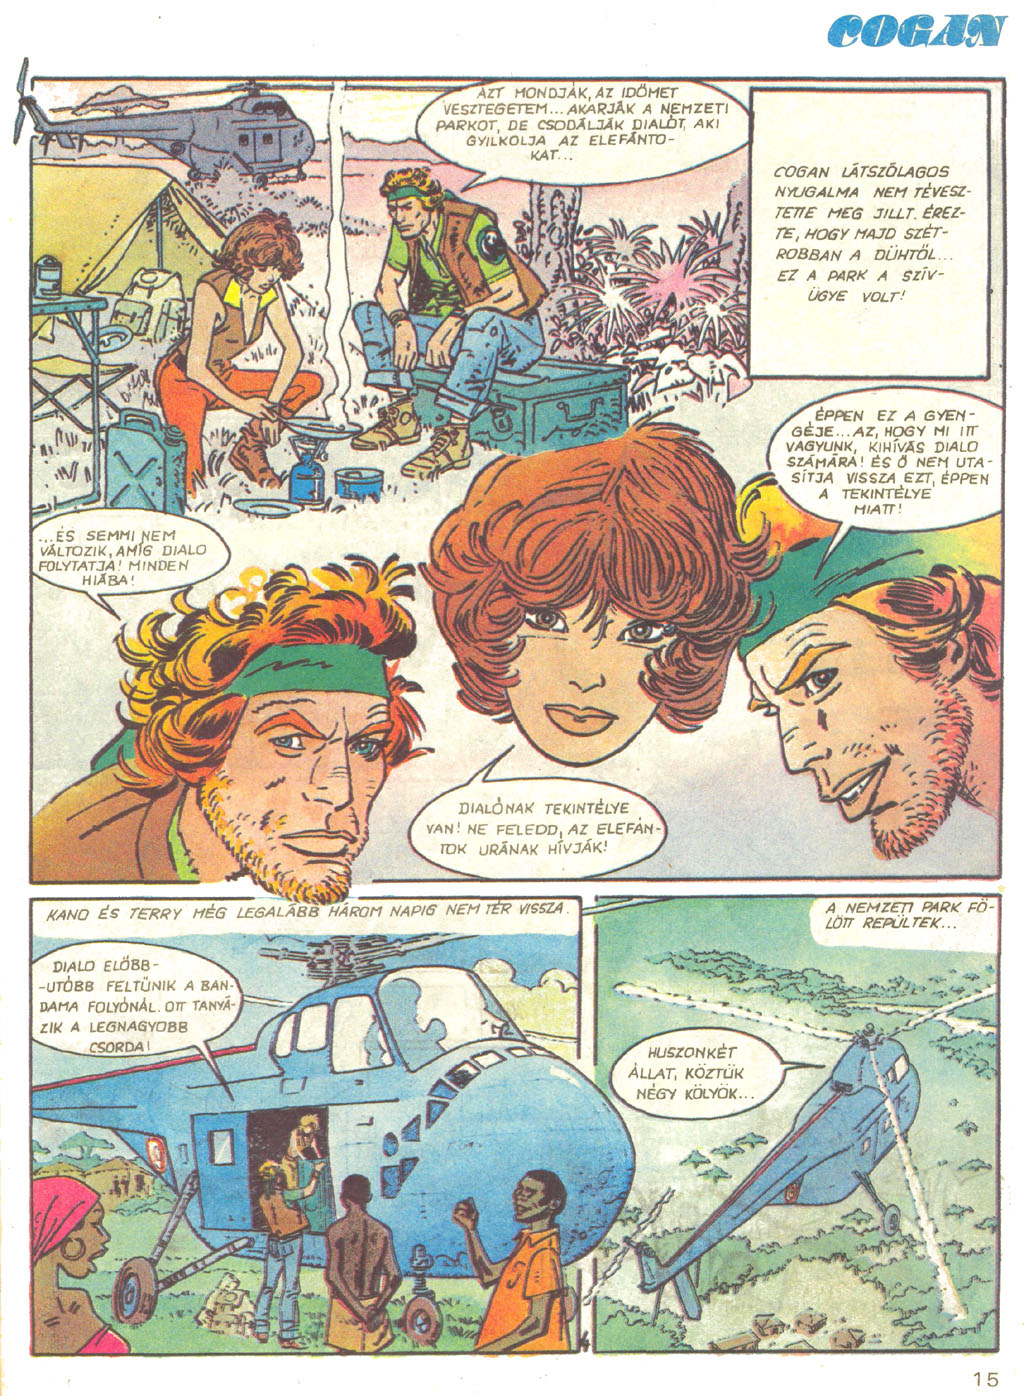 COGAN
AZT MONDJÁK, AZ IDŐMET
VESZTEGETEM... AKARJÁK A NEMZETI
PARKOT, DE CSODÁLJÁK DIALÓT, AKI
GYILKOLJA AZ ELEFÁNTO-
KAT...
COGAN LÁTSZÓLAGOS
NYUGALMA NEM TÉVESZ-
TETTE MEG JILLT. ÉREZ-
TE, HOGY MAJD SZÉT-
ROBBAN A DÜHTŐL...
EZ A PARK A SZÍV-
ÜGYE VOLT!
...ÉS SEMMI NEM
VÁLTOZIK, AMÍG DIALO
FOLYTATJA! MINDEN
HIÁBA!
ÉPPEN EZ A GYEN-
GÉJE... AZ, HOGY MI ITT
VAGYUNK, KIHÍVÁS DIALO
SZÁMÁRA! ÉS Ő NEM UTA-
SÍTJA VISSZA EZT, ÉPPEN
A TEKINTÉLYE
MIATT!
DIALÓNAK TEKINTÉLYE
VAN! NE FELEDD, AZ ELEFÁN-
TOK URÁNAK HÍVJÁK!
KANO ÉS TERRY MÉG LEGALÁBB HÁROM NAPIG NEM TÉR VISSZA.
DIALO ELŐBB-
-UTÓBB FELTŰNIK A BAN-
DAMA FOLYÓNÁL. OTT TANYÁ-
ZIK A LEGNAGYOBB
CSORDA!
A NEMZETI PARK FÖ-
LÖTT REPÜLTEK...
HUSZONKÉT
ÁLLAT, KÖZTÜK
NÉGY KÖLYÖK...
15